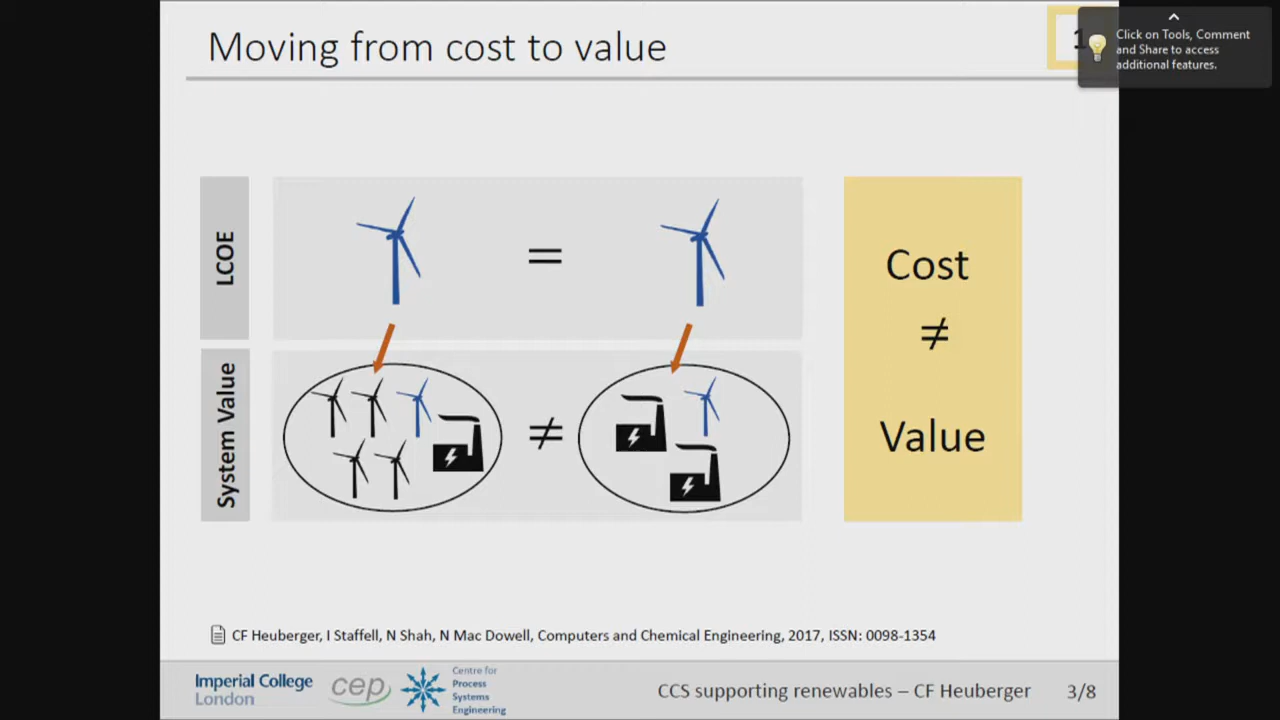 Moving from cost to value
1
Click on Tools, Comment
and Share to access
additional features.
LCOE
=
Cost
≠
Value
System Value
≠
CF Heuberger, I Staffell, N Shah, N Mac Dowell, Computers and Chemical Engineering, 2017, ISSN: 0098-1354
Imperial College
London
cep
Centre for
Process
Systems
Engineering
CCS supporting renewables – CF Heuberger
3/8